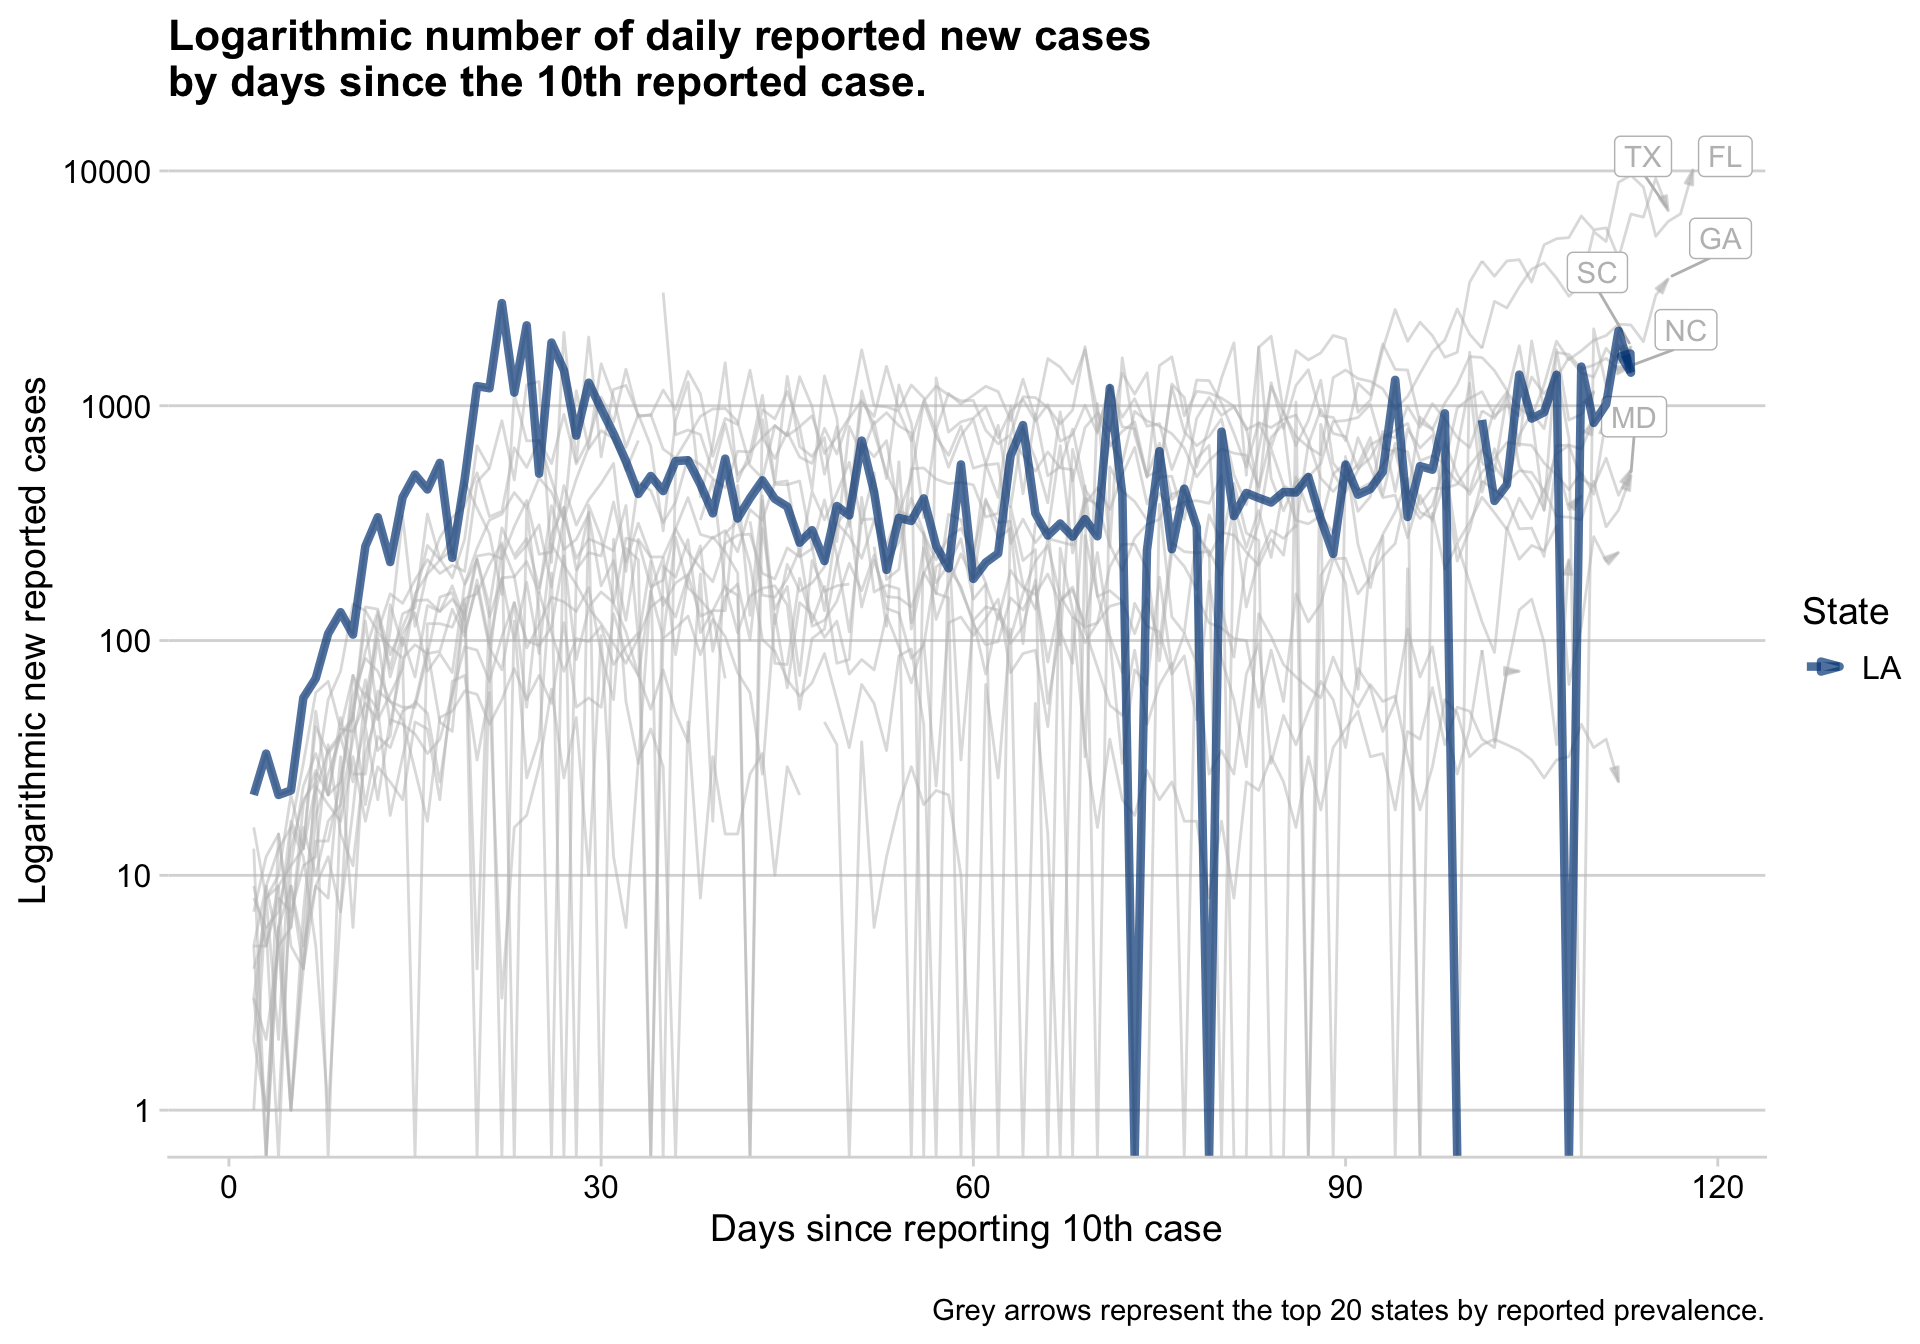 Logarithmic number of daily reported new cases
by days since the 10th reported case.
Logarithmic new reported cases
10000
1000
100
10
1
TX
FL
GA
SC
NC
MD
State
LA
0
30
60
90
120
Days since reporting 10th case
Grey arrows represent the top 20 states by reported prevalence.